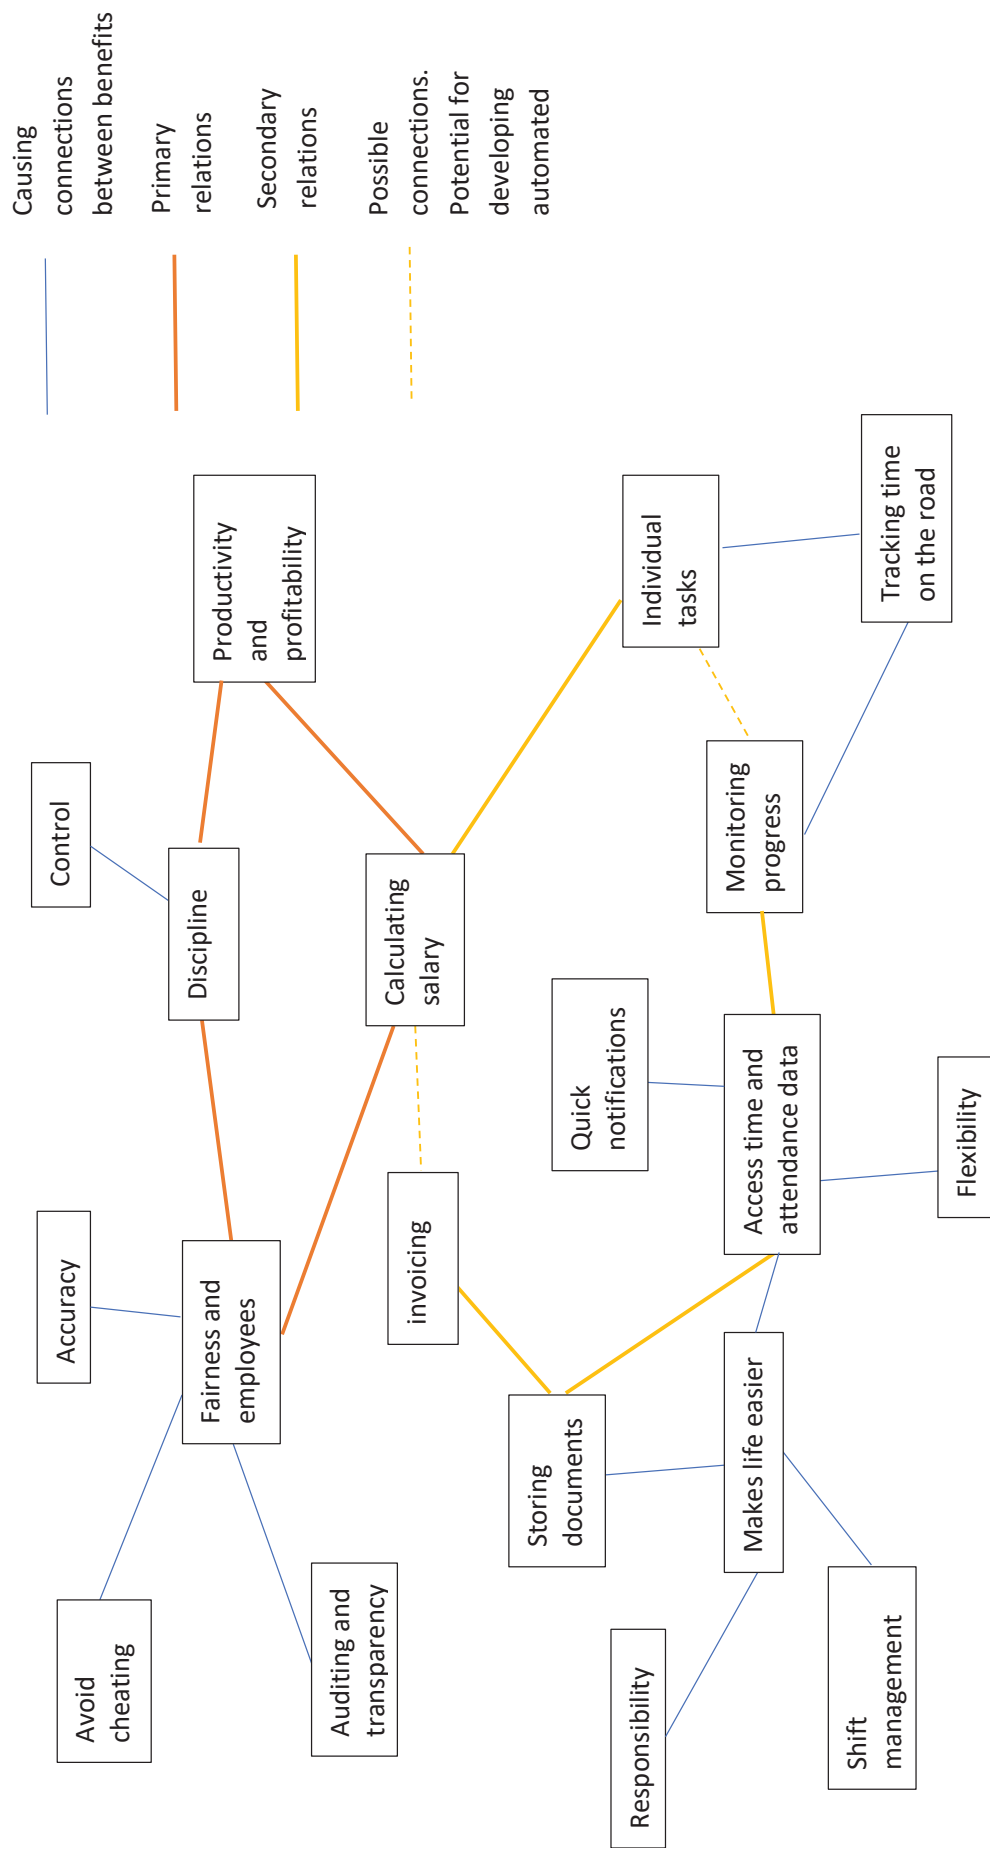 Avoid
cheating
Accuracy
Control
Fairness and
employees
Discipline
Productivity
and
profitability
Auditing and
transparency
invoicing
Calculating
salary
Storing
documents
Quick
notifications
Individual
tasks
Responsibility
Makes life easier
Access time and
attendance data
Monitoring
progress
Shift
management
Flexibility
Tracking time
on the road
Causing
connections
between benefits
Primary
relations
Secondary
relations
Possible
connections.
Potential for
developing
automated